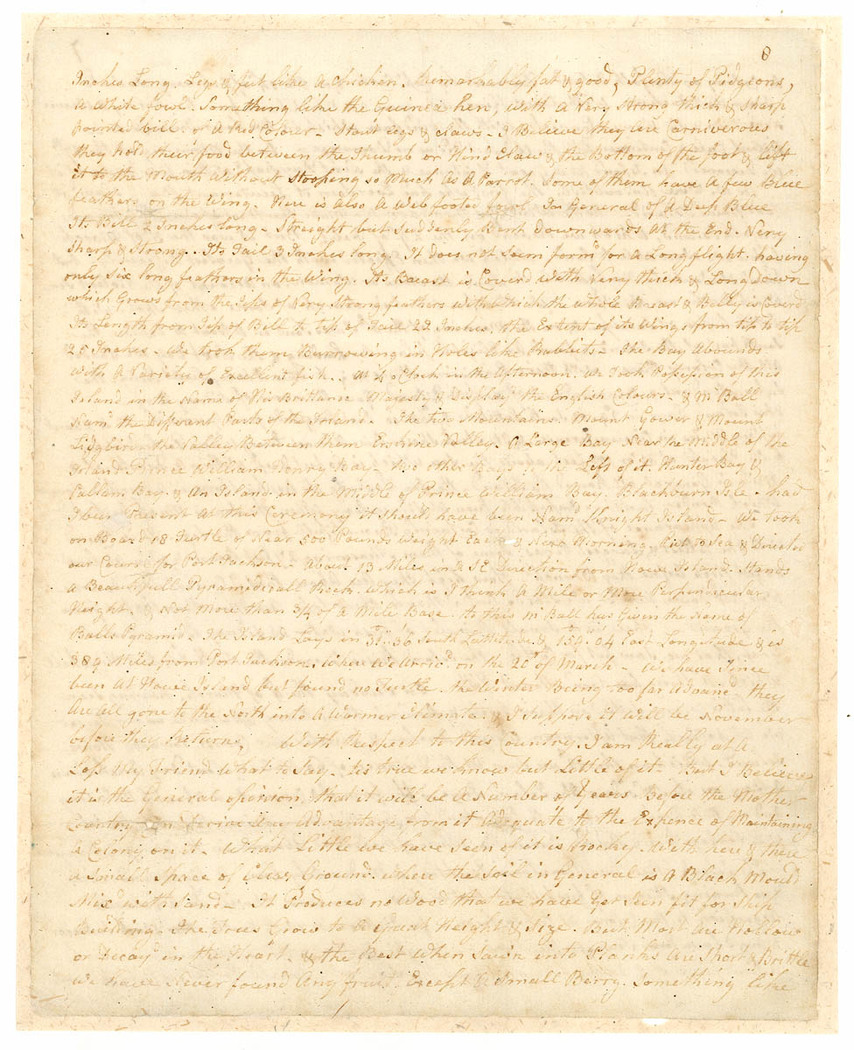 8
Inches Long. Legs & feet like a Chicken. Remarkably fat & good, Plenty of Pidgeons,
A White fowl. Something like the Guinea here, with A Very Strong thick & sharp
pointed bill, of A Red Colour - Stout legs & claws - I Believe they are Carniverous
they hold their food between the Thumb or Hind Claw & the Bottom of the foot & lift
it to the Mouth Without Stooping so Much As A Parrot. Some of them have A few Blue
feathers on the Wing. Here is Also A Web footed fowl. In General of A Deep Blue
Its Bill 2 Inches long - Streight but Suddenly Bent Downwards At the End. Very
Sharp & Strong. Its Tail 3 Inches long. It does not Seem form'd for A Long flight. having
only Six long feathers in the Wing. Its Breast is Coverd With Very thick & Long Down
which Grows from the Tips of Very Strong feathers With which the whole Breast & Belly is Coverd
Its Length from Tip of Bill to tip of Tail 22 Inches, the Extent of its Wings from tip to tip
25 Inches. We took them Burrowing in Holes like Rabbits - The Bay Abounds
With A Variety of Excellent fish. At 4 oClock in the Afternoon. We Took Possession of this
Island in the Name of His Brittanic Majesty & Display'd the English Colours - & Mr. Ball
Nam'd the Different Parts of the Island. The two Mountains. Mount Gower & Mount
Lidgbird - the Valley Between them Erskine Valley. A Large Bay Near the Middle of the
Island Prince William Henry Bay - two other Bays to the Left of it. Hunter Bay &
Callam Bay. & An Island in the Middle of Prince William Bay. Blackburn Isle - had
I been Present At this Ceremony it Should have been Nam'd Knight Island - We took
on Board 18 Turtle of Near 500 Pounds Weight Each & Next Morning. Put to Sea & Directed
our Course for Port Jackson. About 13 Miles in a SE Direction from Howe Island. Stands
a Beautifull Pyramidicall Rock. which is I think A Mile or More Perpendicular
Height. & Not More than 3/4 of a Mile Base. to this Mr Ball has Given the Name of
Balls Pyramid. The Island Lays in 31°. 36 South Lattitude & 159°. 04 East Longitude & is
389 Miles from Port Jackson, where we Arriv'd on the 20th of March - We have Since
been At Howe Island but found no Turtle. the Winter Being too far Advanc'd they
Are all gone to the North into A Warmer Climate. & I suppose it will be November
before they Return, With Respect to this Country. I am Really at A
Loss My friend what to Say. tis true we know but Little of it. But I Believe
it is the General opinion, that it will be A Number of Years Before the Mother
Country Can Derive Any Advantage from it Adequate to the Expence of Maintaining
A Colony on it. What Little we have Seen of it is Rocky. With here & there
a Small Space of Clear Ground. where the Soil in General is A Black Mould
Mix'd with Sand - It Produces no Wood that we have Yet Seen fit for Ship
Building. The Trees Grow to A Great Height & Size. But Most Are Hollow
or Decay'd in the Heart. & the Best When Sawn into Planks Are Short & Brittle
We have Never found Any fruit. Except A Small Berry. Something like